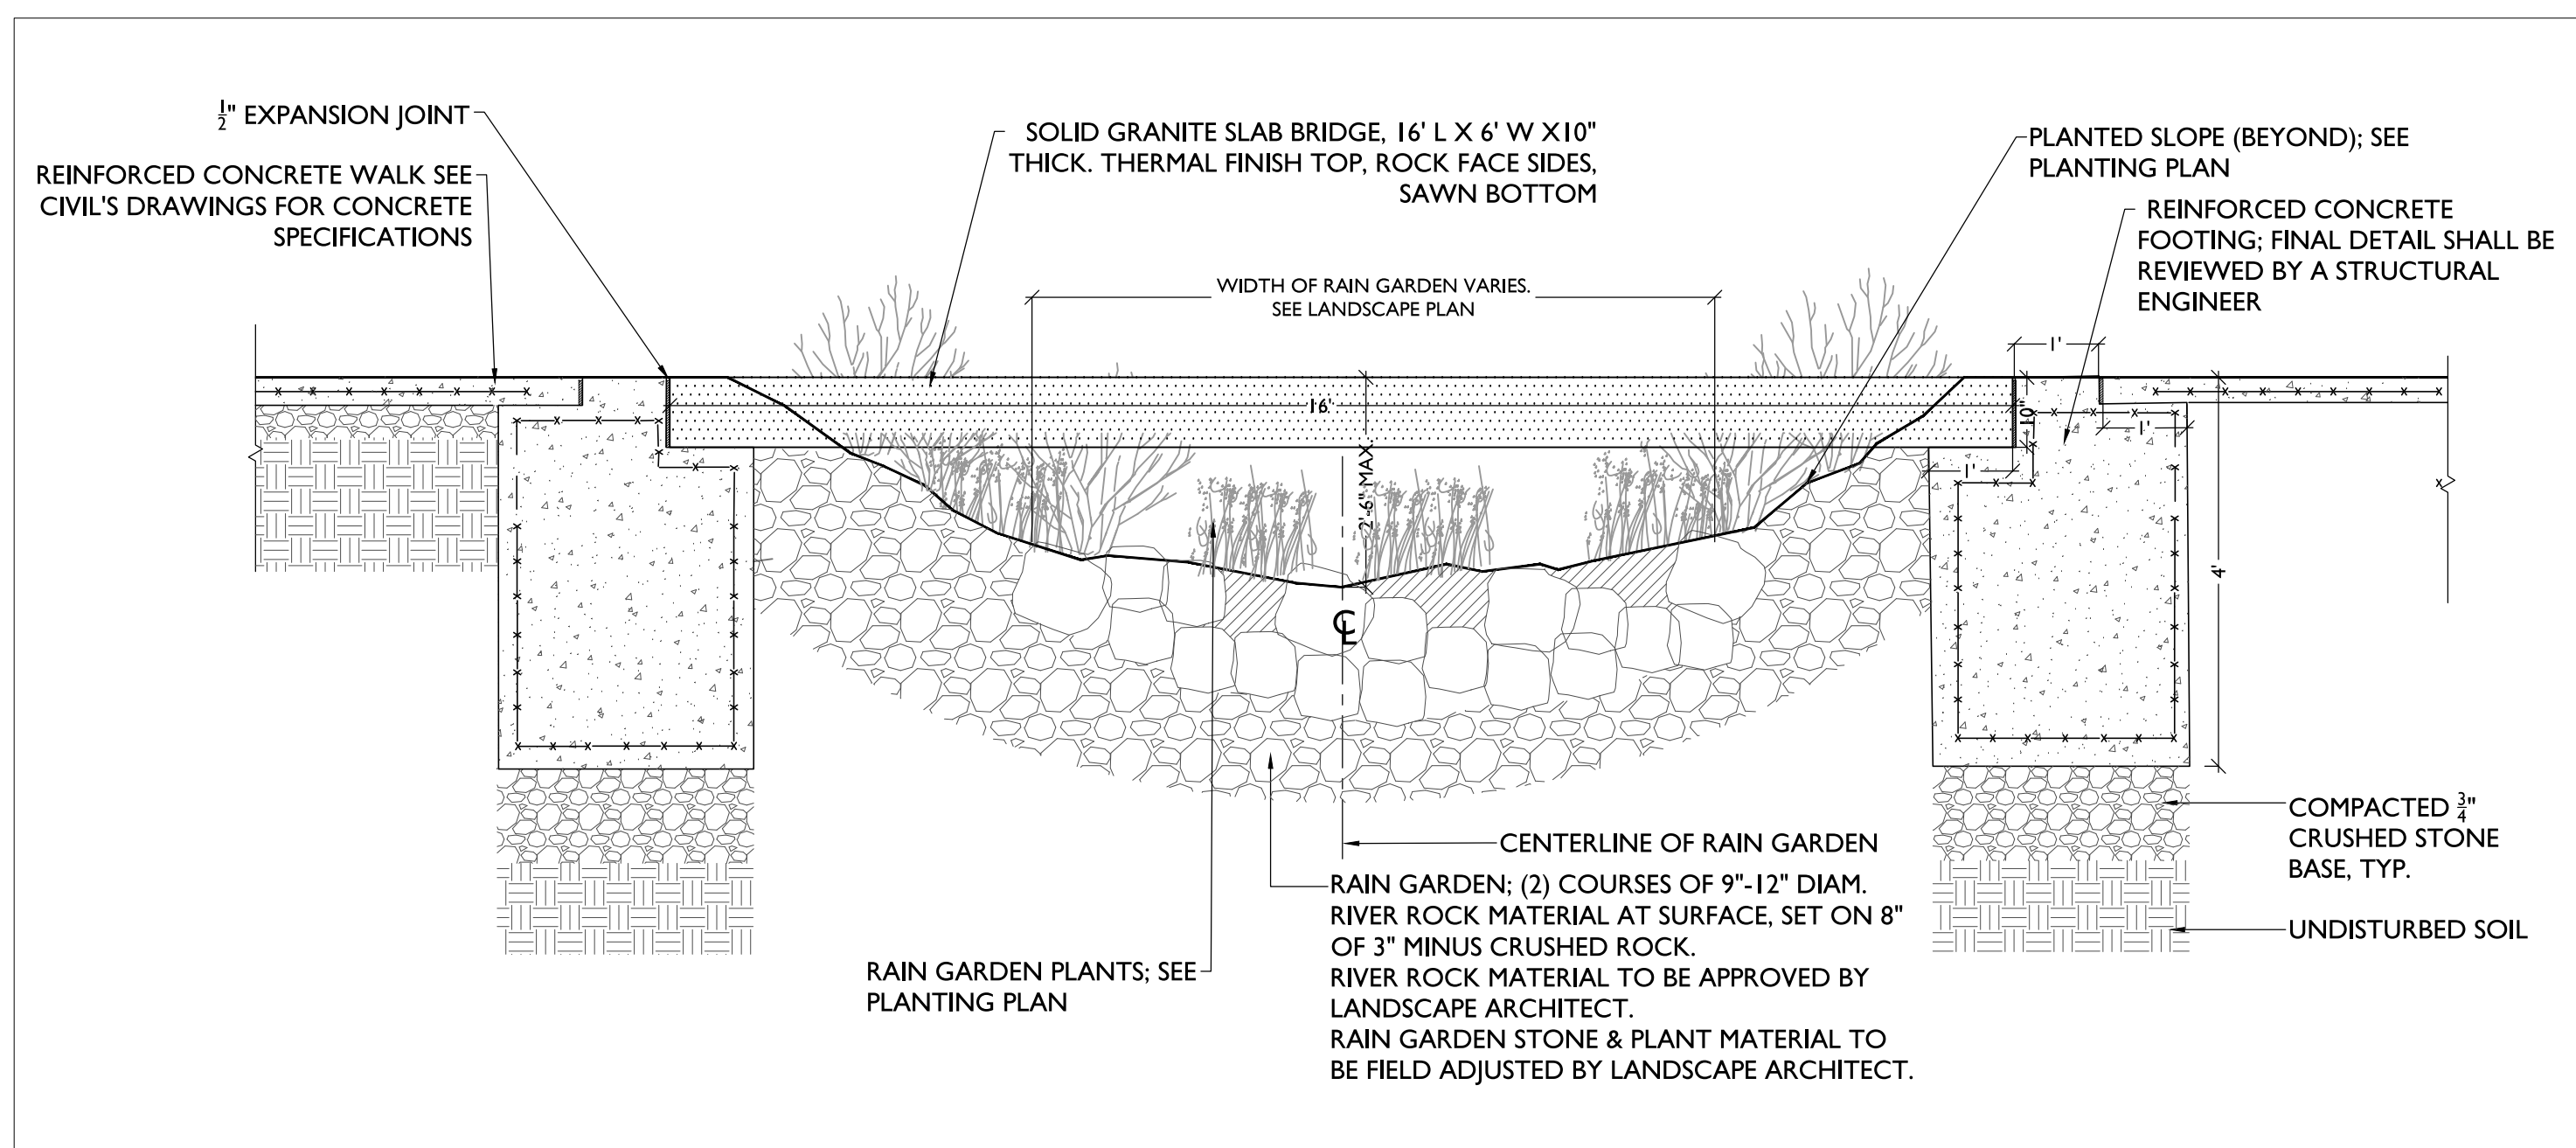 ½" EXPANSION JOINT
REINFORCED CONCRETE WALK SEE
CIVIL'S DRAWINGS FOR CONCRETE
SPECIFICATIONS
SOLID GRANITE SLAB BRIDGE, 16' L X 6' W X10"
THICK. THERMAL FINISH TOP, ROCK FACE SIDES,
SAWN BOTTOM
PLANTED SLOPE (BEYOND); SEE
PLANTING PLAN
REINFORCED CONCRETE
FOOTING; FINAL DETAIL SHALL BE
REVIEWED BY A STRUCTURAL
ENGINEER
WIDTH OF RAIN GARDEN VARIES.
SEE LANDSCAPE PLAN
1'
16'
10"
1'
1'
2'-6" MAX.
4'
℄
CENTERLINE OF RAIN GARDEN
RAIN GARDEN; (2) COURSES OF 9"-12" DIAM.
RIVER ROCK MATERIAL AT SURFACE, SET ON 8"
OF 3" MINUS CRUSHED ROCK.
RIVER ROCK MATERIAL TO BE APPROVED BY
LANDSCAPE ARCHITECT.
RAIN GARDEN STONE & PLANT MATERIAL TO
BE FIELD ADJUSTED BY LANDSCAPE ARCHITECT.
RAIN GARDEN PLANTS; SEE
PLANTING PLAN
COMPACTED ¾"
CRUSHED STONE
BASE, TYP.
UNDISTURBED SOIL